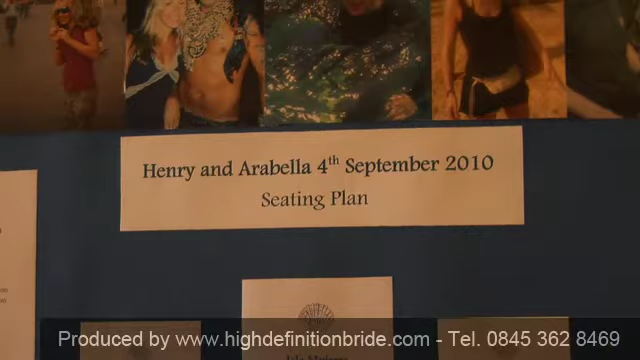 Henry and Arabella 4th September 2010
Seating Plan
Produced by www.highdefinitionbride.com - Tel. 0845 362 8469